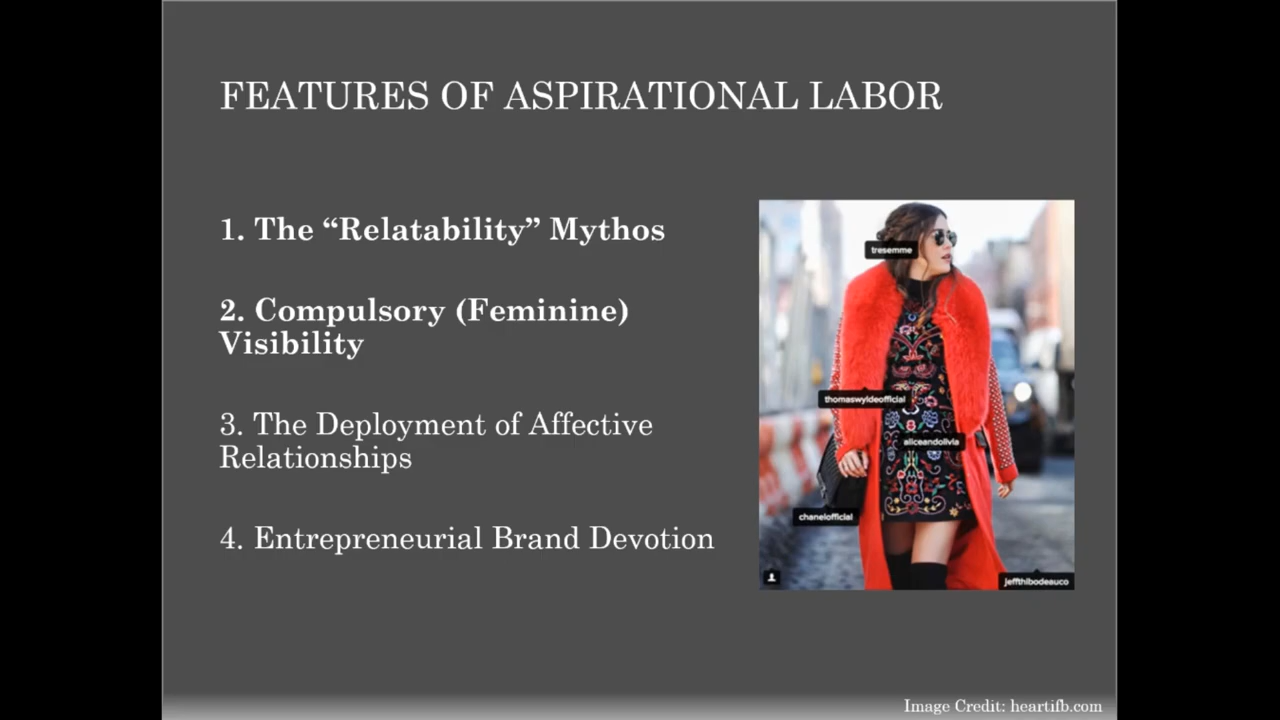 FEATURES OF ASPIRATIONAL LABOR
1. The “Relatability” Mythos
2. Compulsory (Feminine)
Visibility
3. The Deployment of Affective
Relationships
4. Entrepreneurial Brand Devotion
tresemme
thomaswyldeofficial
aliceandolivia
chanelofficial
jeffthibodeauco
Image Credit: heartifb.com